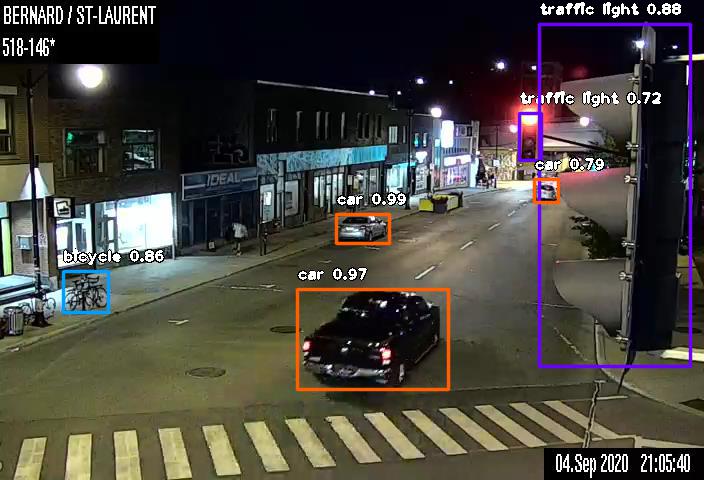 BERNARD / ST-LAURENT
518-146*
traffic light 0.88
traffic light 0.72
car 0.79
car 0.99
IDEAL
bicycle 0.86
car 0.97
04.Sep 2020 21:05:40